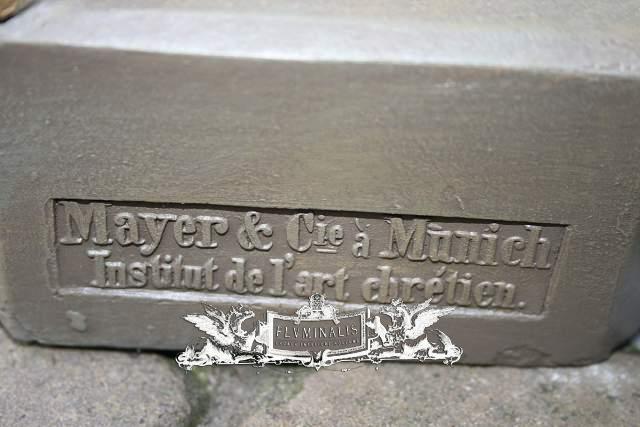 Mayer & Cie à Munich
Institut de l'art chrétien.
FLVMINALIS